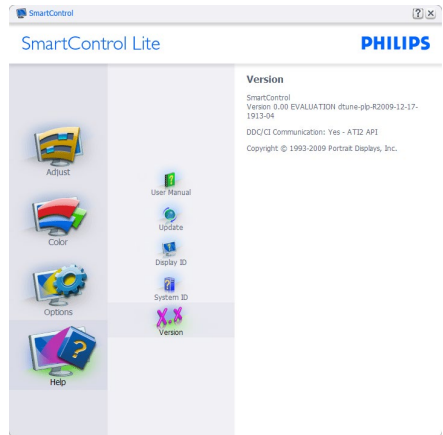 SmartControl
SmartControl Lite
PHILIPS
Adjust
Color
Options
Help
User Manual
Update
Display ID
System ID
X.X
Version
Version
SmartControl
Version 0.00 EVALUATION dtune-plp-R2009-12-17-
1913-04
DDC/CI Communication: Yes - ATI2 API
Copyright © 1993-2009 Portrait Displays, Inc.